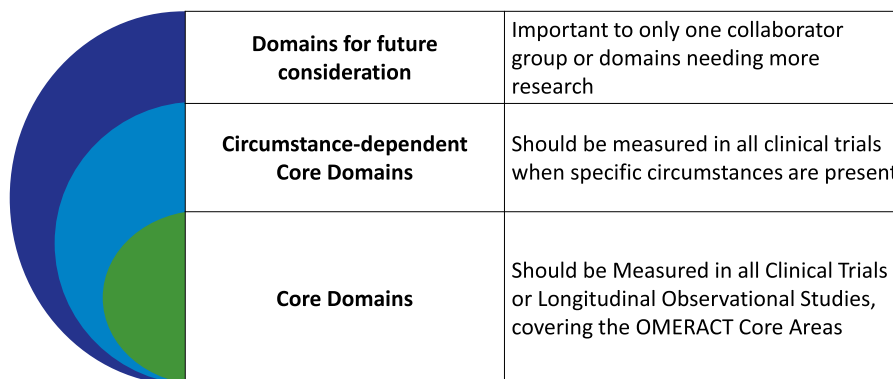 Domains for future
consideration
Important to only one collaborator
group or domains needing more
research
Circumstance-dependent
Core Domains
Should be measured in all clinical trials
when specific circumstances are present
Core Domains
Should be Measured in all Clinical Trials
or Longitudinal Observational Studies,
covering the OMERACT Core Areas